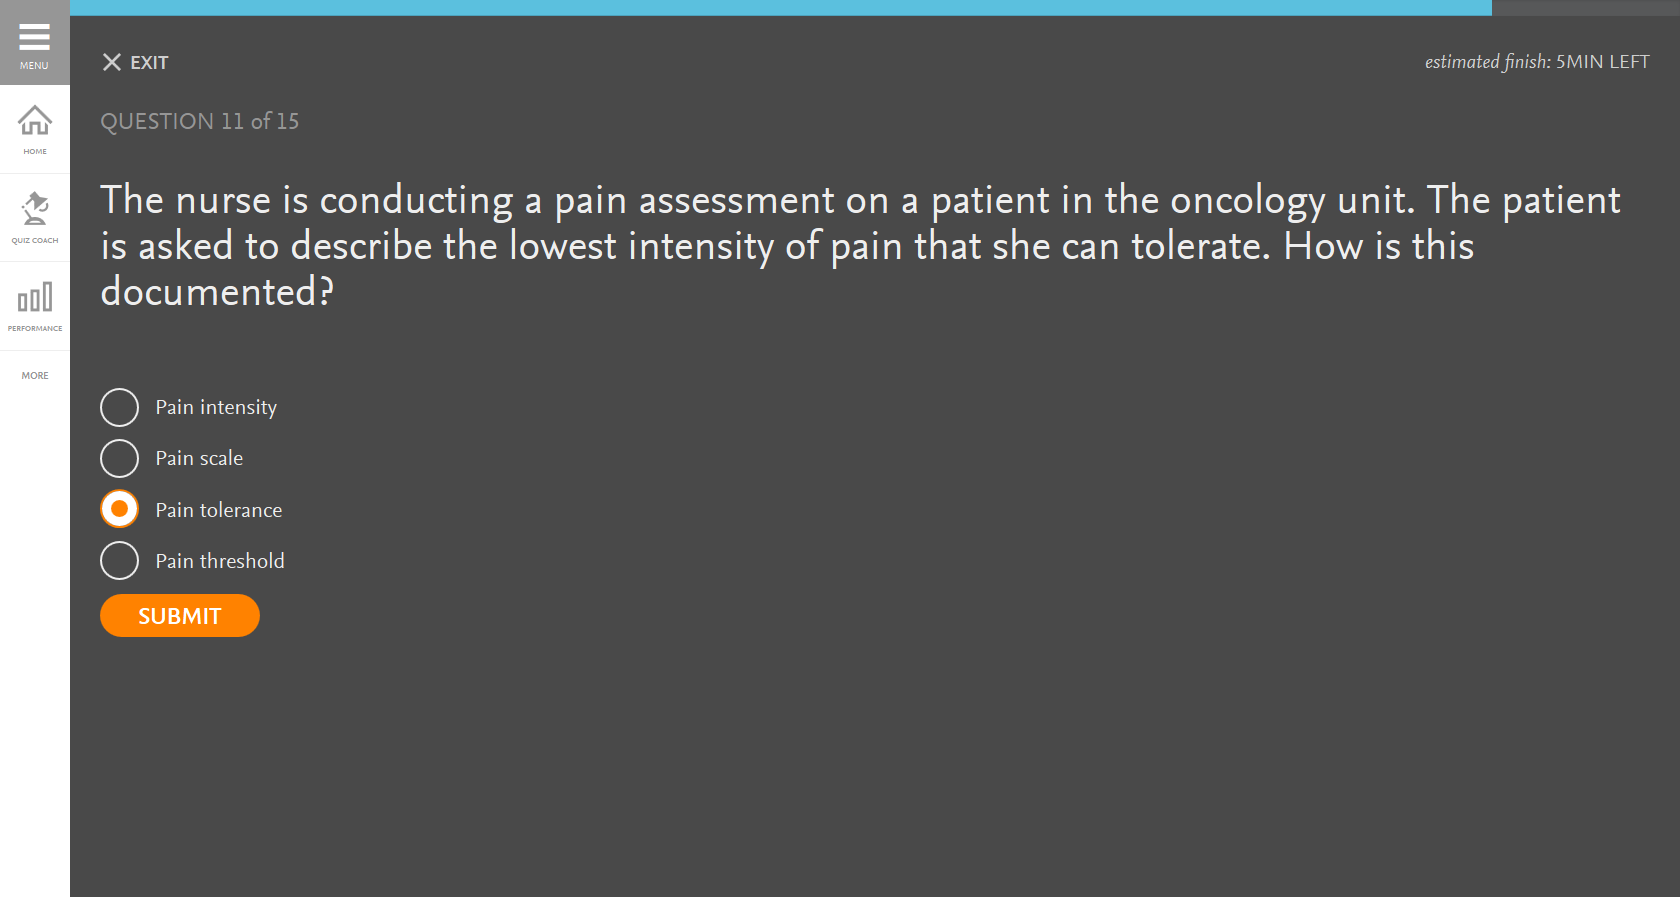 MENU
EXIT
estimated finish: 5MIN LEFT
HOME
QUIZ COACH
PERFORMANCE
MORE
QUESTION 11 of 15
The nurse is conducting a pain assessment on a patient in the oncology unit. The patient
is asked to describe the lowest intensity of pain that she can tolerate. How is this
documented?
Pain intensity
Pain scale
Pain tolerance
Pain threshold
SUBMIT